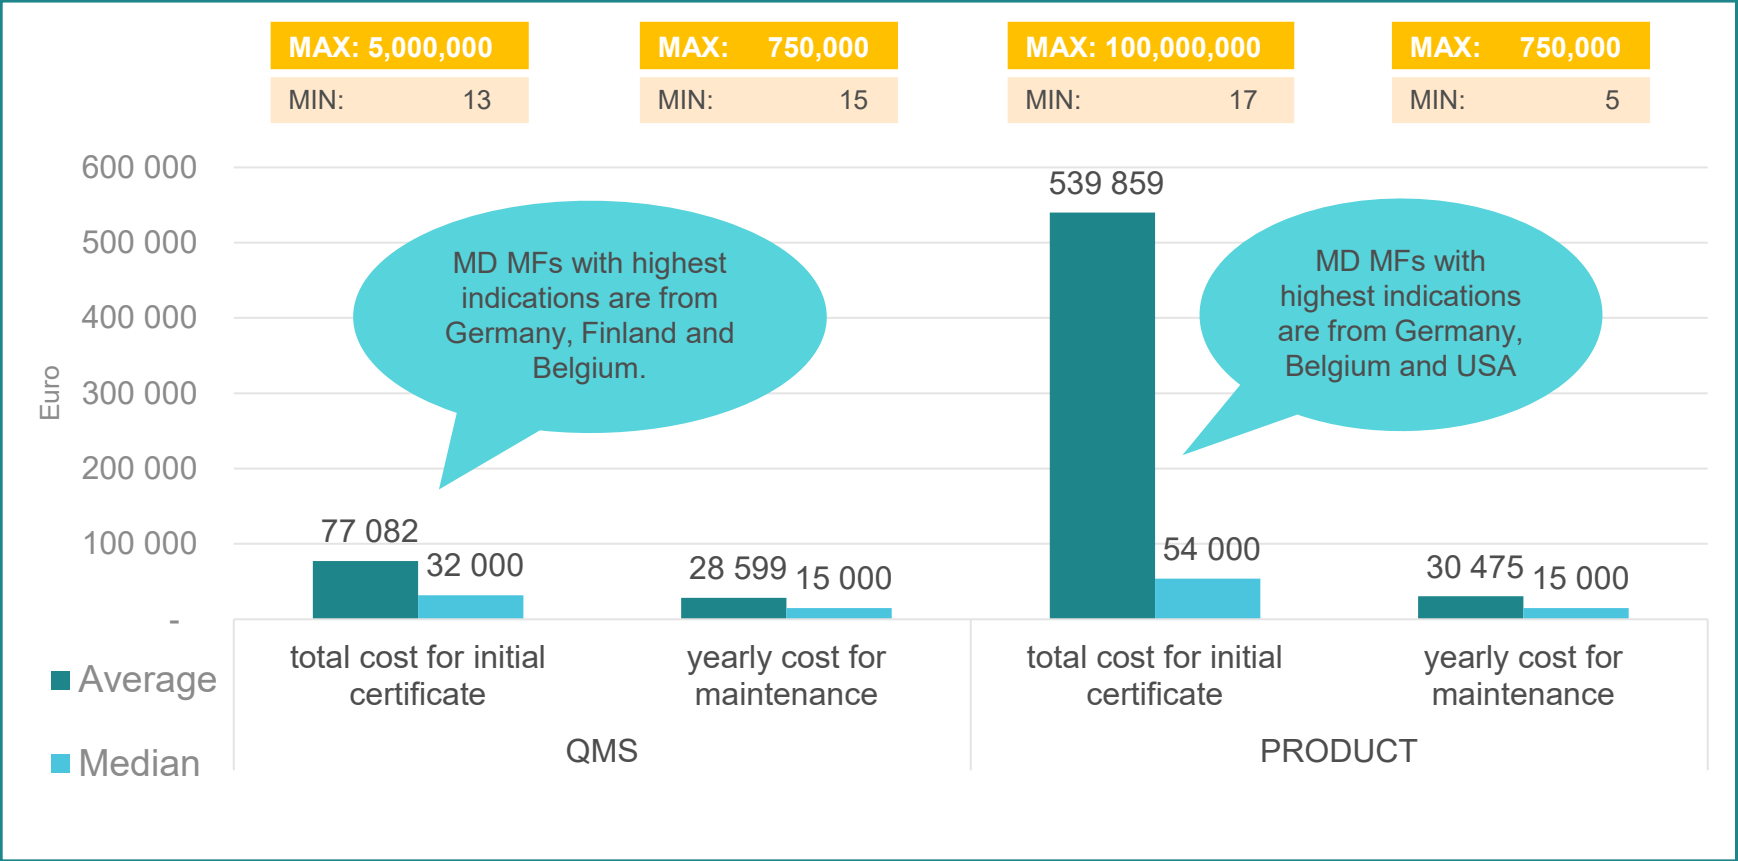 MAX: 5,000,000
MIN: 13
MAX: 750,000
MIN: 15
MAX: 100,000,000
MIN: 17
MAX: 750,000
MIN: 5
600 000
500 000
400 000
300 000
200 000
100 000
-
Euro
MD MFs with highest
indications are from
Germany, Finland and
Belgium.
MD MFs with
highest indications
are from Germany,
Belgium and USA
77 082
32 000
28 599
15 000
539 859
54 000
30 475
15 000
total cost for initial
certificate
yearly cost for
maintenance
total cost for initial
certificate
yearly cost for
maintenance
QMS
PRODUCT
Average
Median